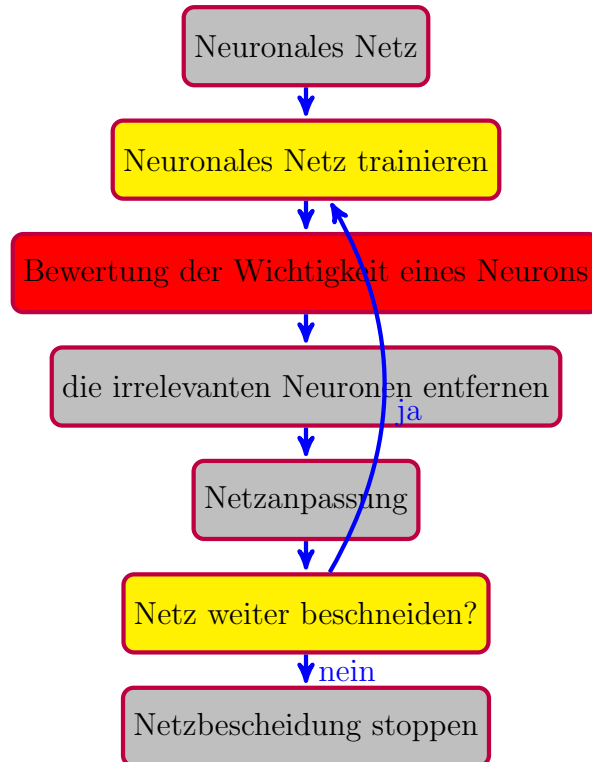 Neuronales Netz
Neuronales Netz trainieren
Bewertung der Wichtigkeit eines Neurons
die irrelevanten Neuronen entfernen
ja
Netzanpassung
Netz weiter beschneiden?
nein
Netzbescheidung stoppen